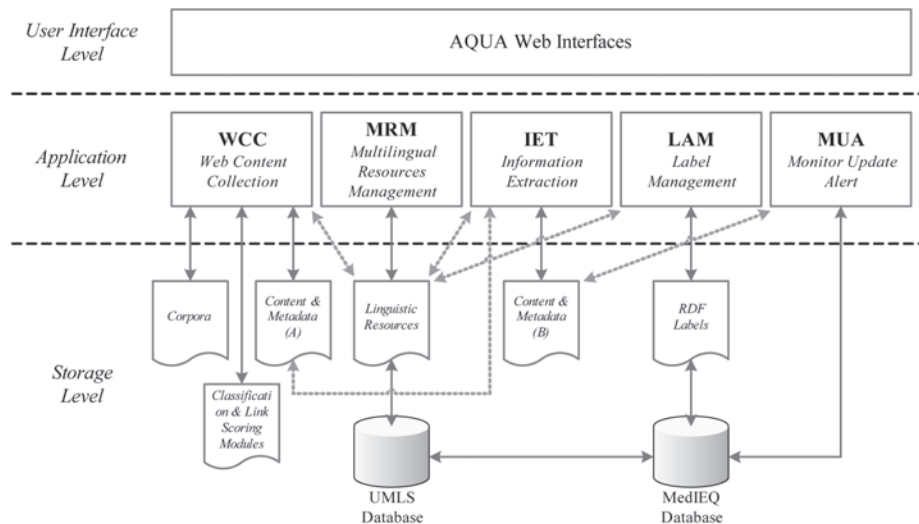 User Interface
Level
AQUA Web Interfaces
Application
Level
WCC
Web Content
Collection
MRM
Multilingual
Resources
Management
IET
Information
Extraction
LAM
Label
Management
MUA
Monitor Update
Alert
Storage
Level
Corpora
Content &
Metadata
(A)
Linguistic
Resources
Content &
Metadata
(B)
RDF
Labels
Classificati
on & Link
Scoring
Modules
UMLS
Database
MedIEQ
Database